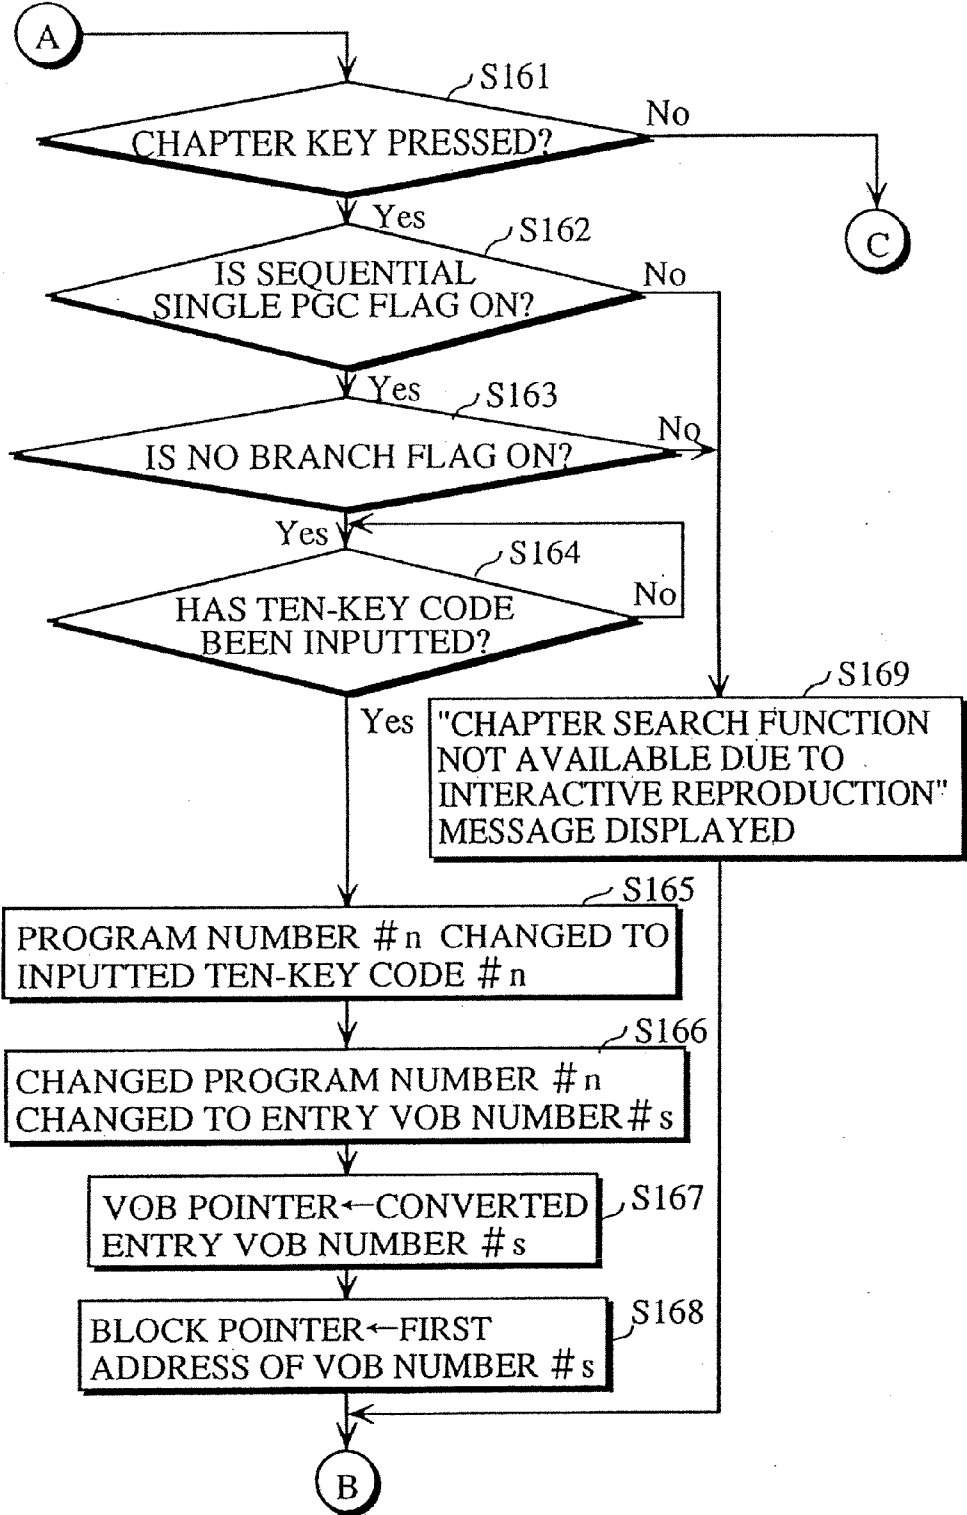 A
S161
CHAPTER KEY PRESSED?
No
C
Yes
S162
IS SEQUENTIAL
SINGLE PGC FLAG ON?
No
Yes
S163
IS NO BRANCH FLAG ON?
No
Yes
S164
HAS TEN-KEY CODE
BEEN INPUTTED?
No
Yes
S169
"CHAPTER SEARCH FUNCTION
NOT AVAILABLE DUE TO
INTERACTIVE REPRODUCTION"
MESSAGE DISPLAYED
S165
PROGRAM NUMBER #n CHANGED TO
INPUTTED TEN-KEY CODE #n
S166
CHANGED PROGRAM NUMBER #n
CHANGED TO ENTRY VOB NUMBER #s
S167
VOB POINTER←CONVERTED
ENTRY VOB NUMBER #s
S168
BLOCK POINTER←FIRST
ADDRESS OF VOB NUMBER #s
B